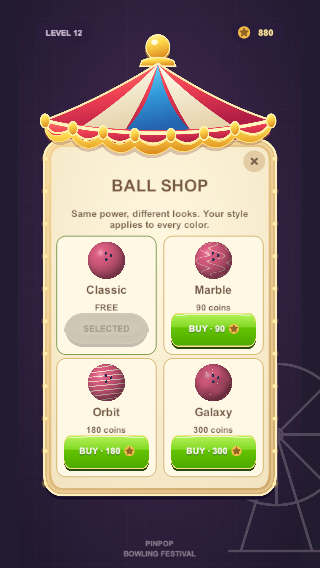 LEVEL 12
880
BALL SHOP
Same power, different looks. Your style
applies to every color.
Classic
FREE
SELECTED
Marble
90 coins
BUY · 90
Orbit
180 coins
BUY · 180
Galaxy
300 coins
BUY · 300
PINPOP
BOWLING FESTIVAL